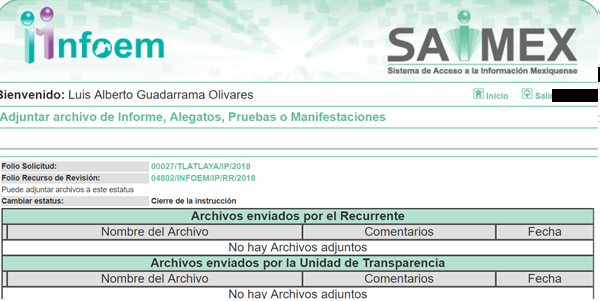 infoem
SAIMEX
Sistema de Acceso a la Información Mexiquense
Bienvenido: Luis Alberto Guadarrama Olivares
Inicio Salir
Adjuntar archivo de Informe, Alegatos, Pruebas o Manifestaciones
Folio Solicitud: 00027/TLATLAYA/IP/2018
Folio Recurso de Revisión: 04802/INFOEM/IP/RR/2018
Puede adjuntar archivos a este estatus
Cambiar estatus: Cierre de la instrucción
Archivos enviados por el Recurrente
Nombre del Archivo Comentarios Fecha
No hay Archivos adjuntos
Archivos enviados por la Unidad de Transparencia
Nombre del Archivo Comentarios Fecha
No hay Archivos adjuntos